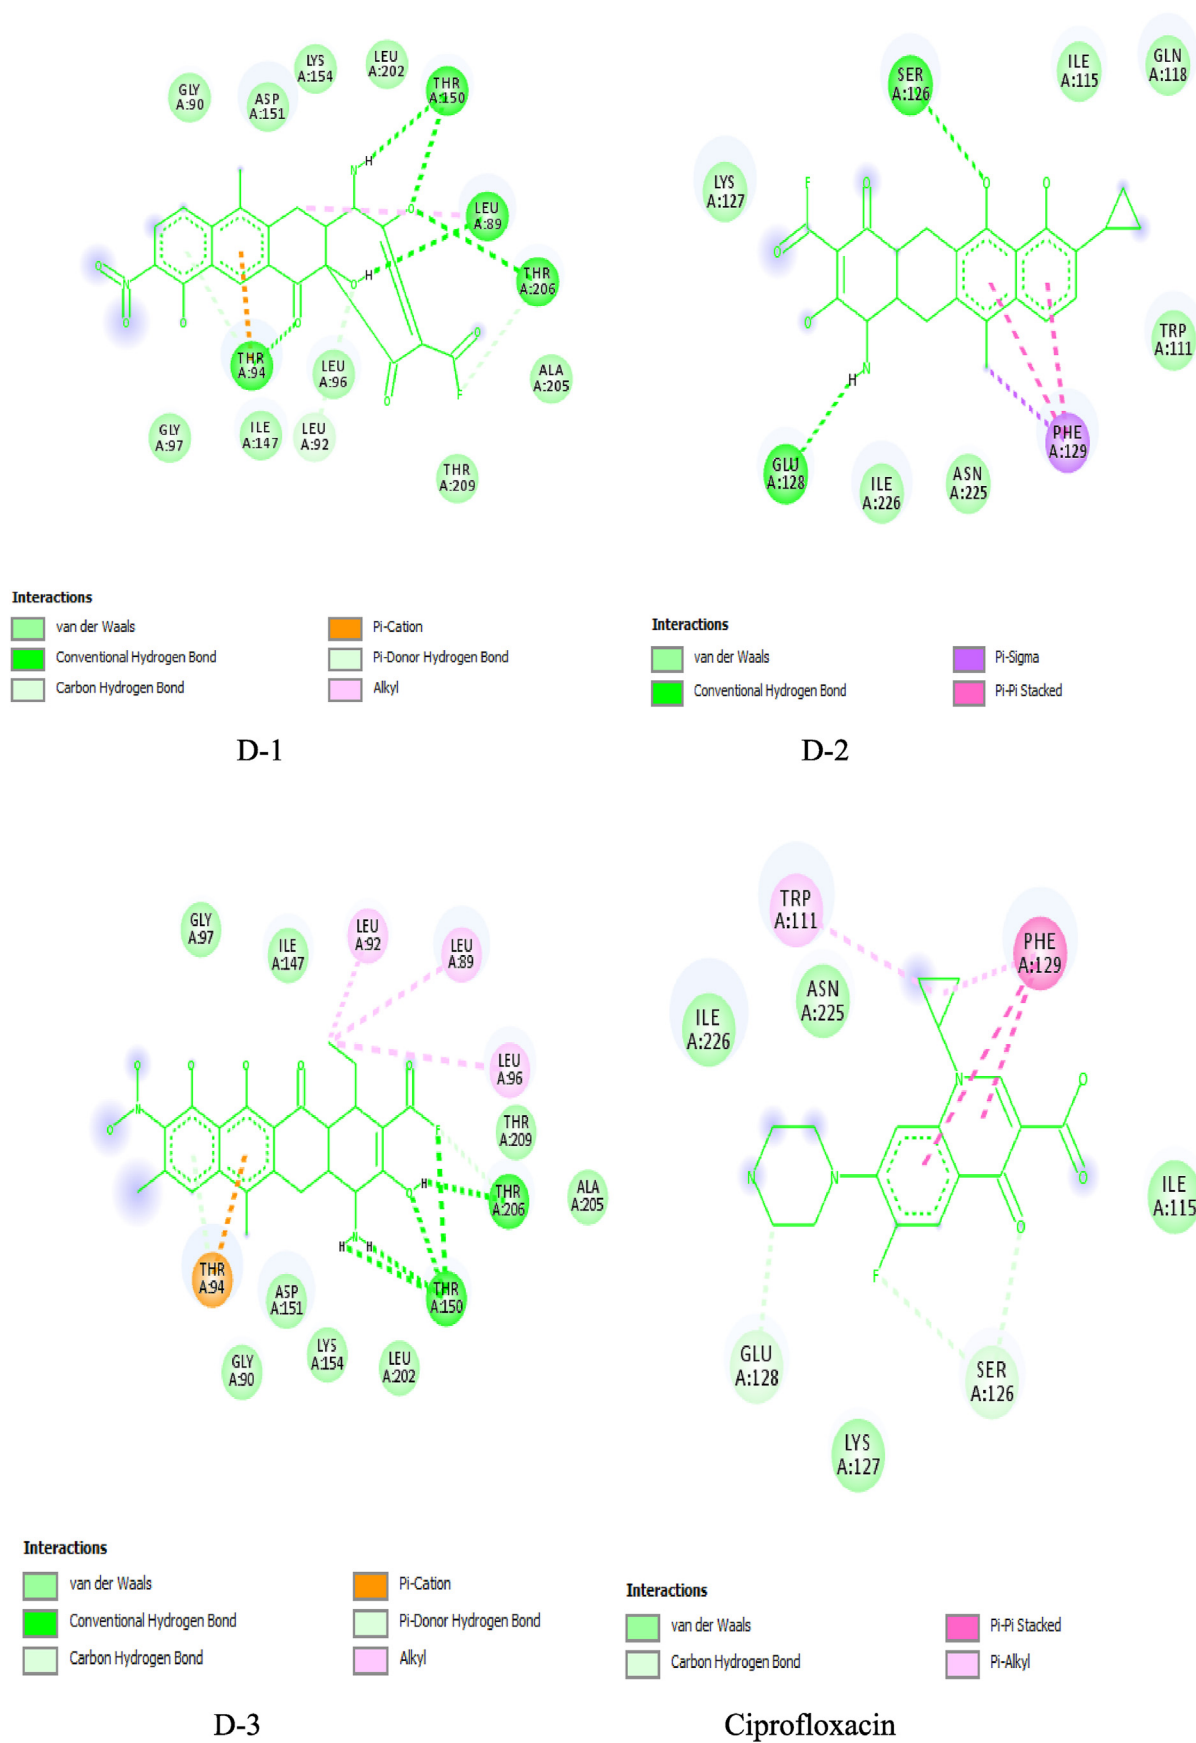 GLY
A:90
ASP
A:151
LYS
A:154
LEU
A:202
THR
A:150
LEU
A:89
THR
A:206
ALA
A:205
THR
A:209
LEU
A:96
LEU
A:92
ILE
A:147
THR
A:94
GLY
A:97
N
H
O
O
H
N
O
O
O
O
O
O
F
Interactions
van der Waals
Conventional Hydrogen Bond
Carbon Hydrogen Bond
Pi-Cation
Pi-Donor Hydrogen Bond
Alkyl
D-1
SER
A:126
ILE
A:115
GLN
A:118
LYS
A:127
TRP
A:111
PHE
A:129
ASN
A:225
ILE
A:226
GLU
A:128
F
O
O
O
O
O
H
N
Interactions
van der Waals
Conventional Hydrogen Bond
Pi-Sigma
Pi-Pi Stacked
D-2
GLY
A:97
ILE
A:147
LEU
A:92
LEU
A:89
LEU
A:96
THR
A:209
THR
A:206
ALA
A:205
THR
A:150
LEU
A:202
LYS
A:154
ASP
A:151
GLY
A:90
THR
A:94
O
O
O
O
O
N
O
F
O
H
N
H
H
Interactions
van der Waals
Conventional Hydrogen Bond
Carbon Hydrogen Bond
Pi-Cation
Pi-Donor Hydrogen Bond
Alkyl
D-3
TRP
A:111
PHE
A:129
ASN
A:225
ILE
A:226
ILE
A:115
SER
A:126
GLU
A:128
LYS
A:127
N
O
N
N
O
O
F
Interactions
van der Waals
Carbon Hydrogen Bond
Pi-Pi Stacked
Pi-Alkyl
Ciprofloxacin